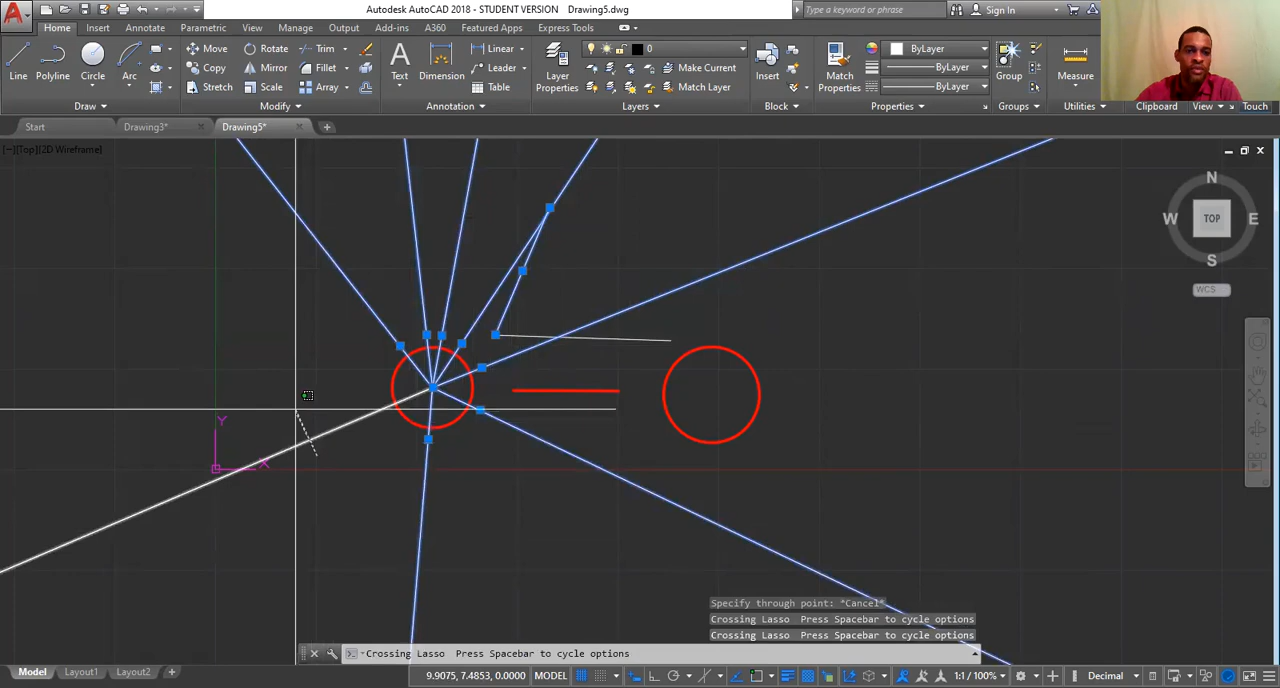 Autodesk AutoCAD 2018 - STUDENT VERSION Drawing5.dwg
Type a keyword or phrase
Sign In
Home Insert Annotate Parametric View Manage Output Add-ins A360 Featured Apps Express Tools
Line Polyline Circle Arc
Move Rotate Trim
Copy Mirror Fillet
Stretch Scale Array
Text Dimension
Linear
Leader
Table
Layer Properties
0
Make Current
Match Layer
Insert
Match Properties
ByLayer
ByLayer
ByLayer
Group
Measure
Draw Modify Annotation Layers Block Properties Groups Utilities Clipboard View Touch
Start Drawing3* Drawing5*
[−][Top][2D Wireframe]
N
W TOP E
S
WCS
Y
X
Specify through point: *Cancel*
Crossing Lasso Press Spacebar to cycle options
Crossing Lasso Press Spacebar to cycle options
Crossing Lasso Press Spacebar to cycle options
Model Layout1 Layout2
9.9075, 7.4853, 0.0000 MODEL 1:1 / 100% Decimal